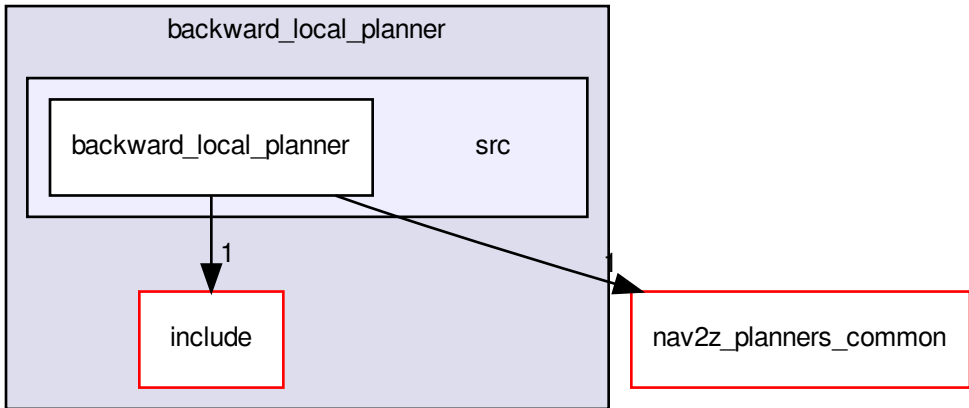 backward_local_planner
backward_local_planner
src
1
1
include
nav2z_planners_common